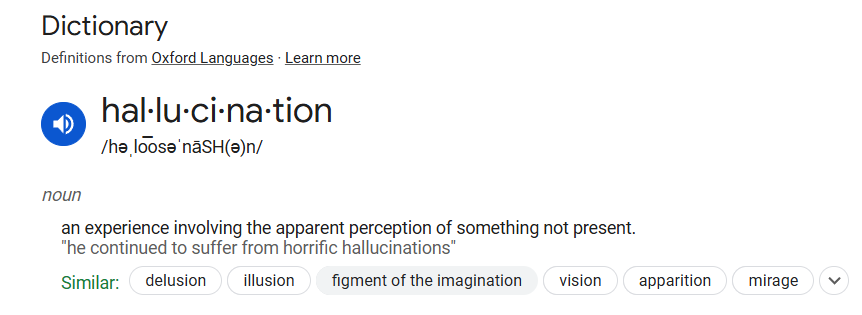 Dictionary
Definitions from Oxford Languages · Learn more
hal·lu·ci·na·tion
/həˌlo͞osəˈnāSH(ə)n/
noun
an experience involving the apparent perception of something not present.
"he continued to suffer from horrific hallucinations"
Similar: delusion illusion figment of the imagination vision apparition mirage